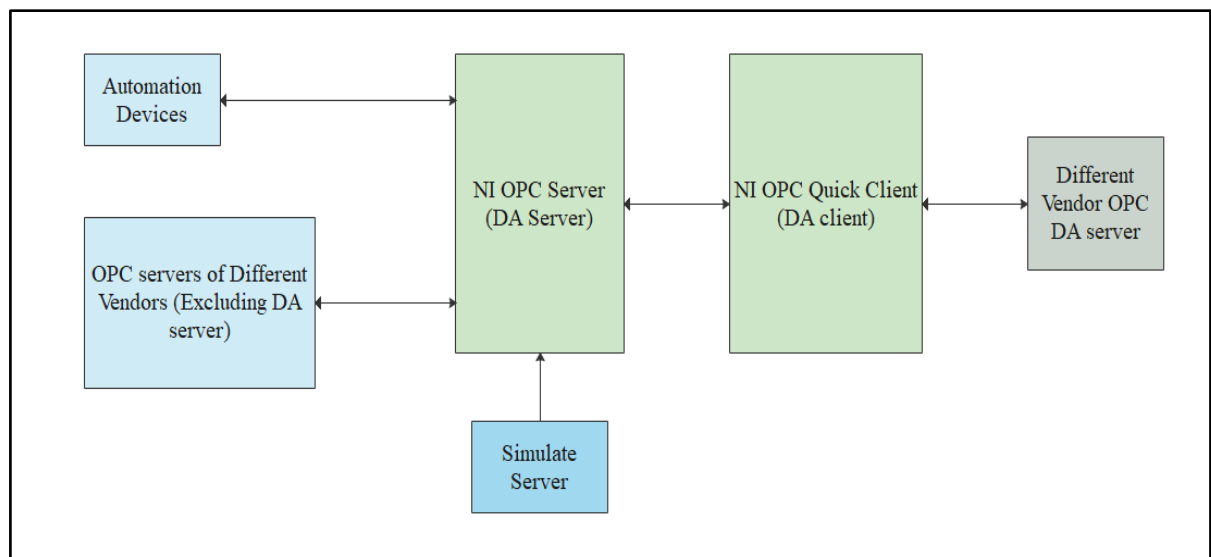 Automation
Devices
OPC servers of Different
Vendors (Excluding DA
server)
NI OPC Server
(DA Server)
Simulate
Server
NI OPC Quick Client
(DA client)
Different
Vendor OPC
DA server